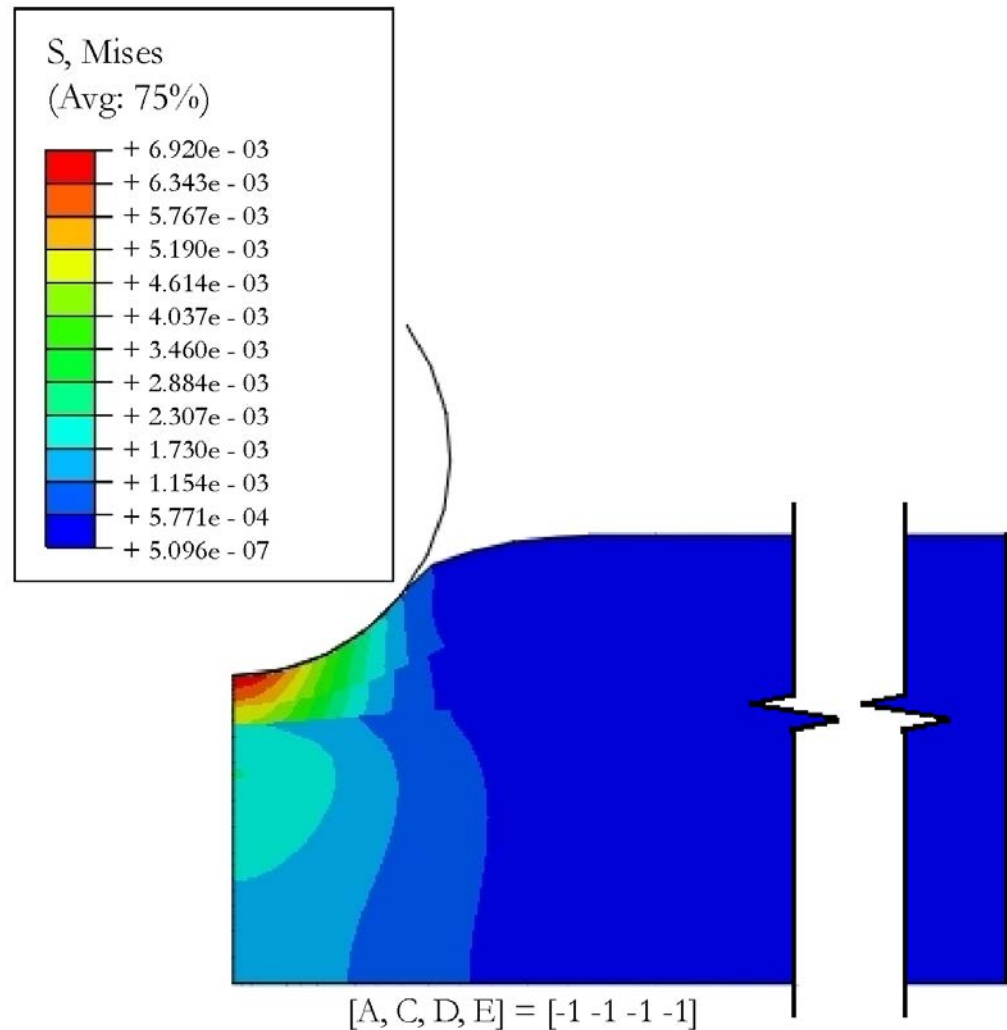 S, Mises
(Avg: 75%)
+ 6.920e - 03
+ 6.343e - 03
+ 5.767e - 03
+ 5.190e - 03
+ 4.614e - 03
+ 4.037e - 03
+ 3.460e - 03
+ 2.884e - 03
+ 2.307e - 03
+ 1.730e - 03
+ 1.154e - 03
+ 5.771e - 04
+ 5.096e - 07
[A, C, D, E] = [-1 -1 -1 -1]